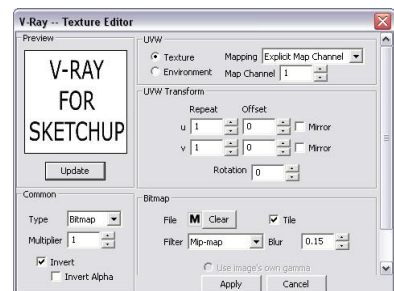 V-Ray -- Texture Editor
Preview
V-RAY
FOR
SKETCHUP
Update
Common
Type Bitmap
Multiplier 1
Invert
Invert Alpha
UVW
Texture Mapping Explicit Map Channel
Environment Map Channel 1
UVW Transform
Repeat Offset
u 1 0 Mirror
v 1 0 Mirror
Rotation 0
Bitmap
File M Clear Tile
Filter Mip-map Blur 0.15
Use image's own gamma
Apply Cancel